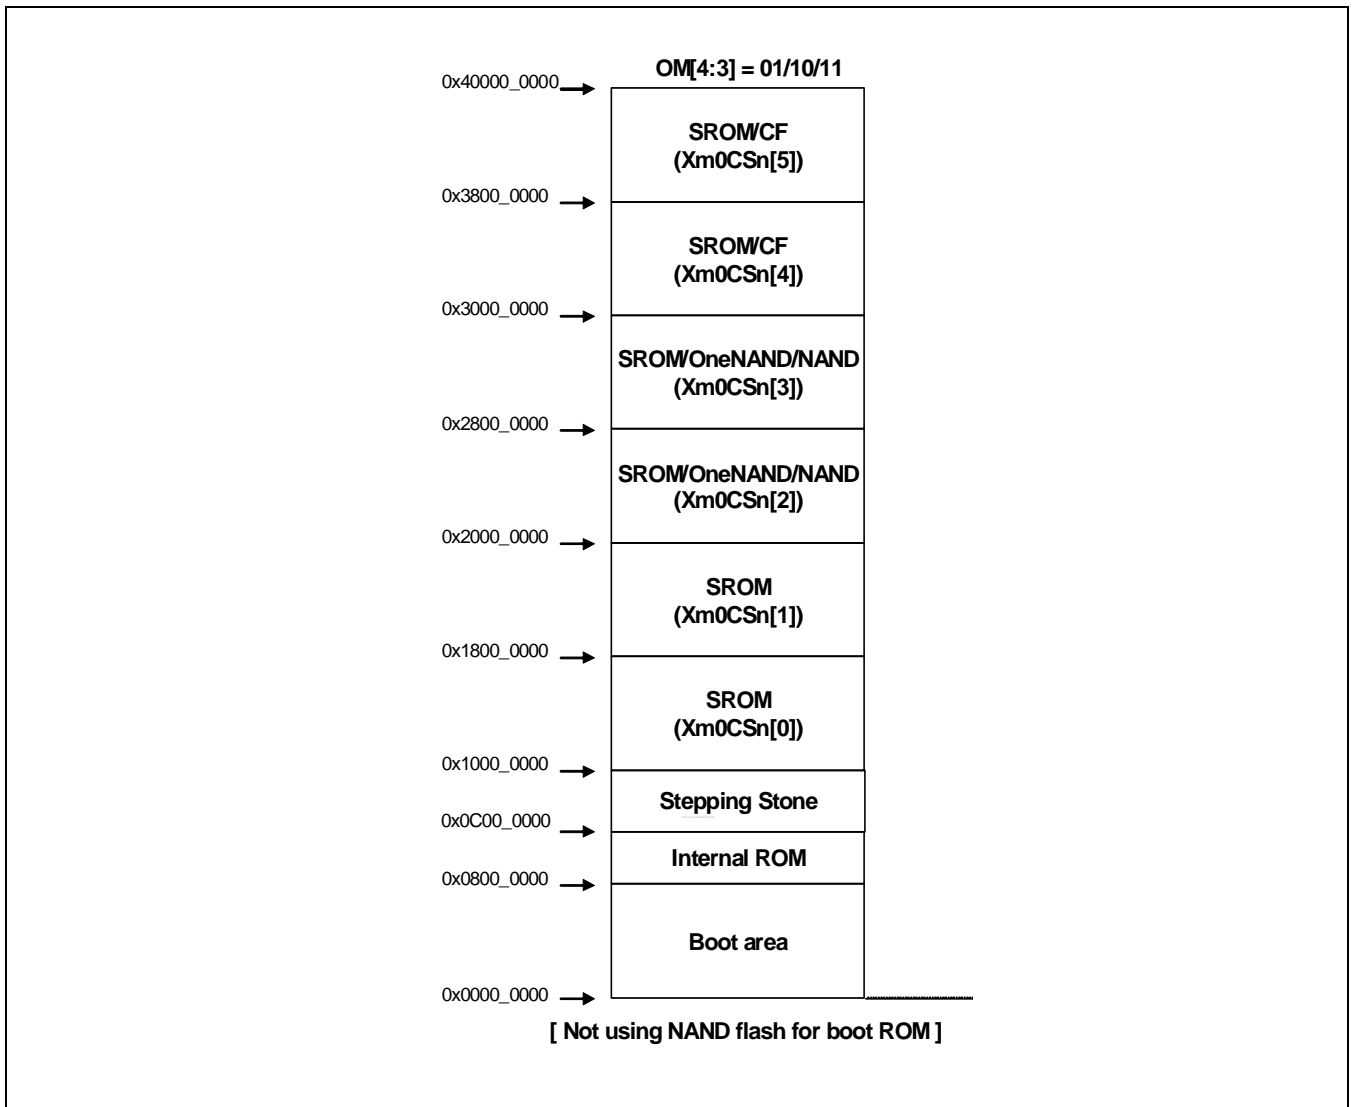 OM[4:3] = 01/10/11
0x40000_0000
SROM/CF
(Xm0CSn[5])
0x3800_0000
SROM/CF
(Xm0CSn[4])
0x3000_0000
SROM/OneNAND/NAND
(Xm0CSn[3])
0x2800_0000
SROM/OneNAND/NAND
(Xm0CSn[2])
0x2000_0000
SROM
(Xm0CSn[1])
0x1800_0000
SROM
(Xm0CSn[0])
0x1000_0000
Stepping Stone
0x0C00_0000
Internal ROM
0x0800_0000
Boot area
0x0000_0000
[ Not using NAND flash for boot ROM ]